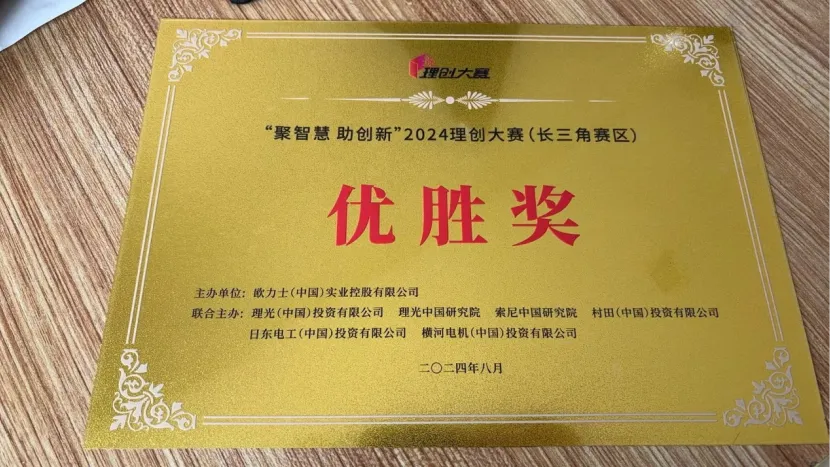 理创大赛
“聚智慧 助创新”2024理创大赛（长三角赛区）
优胜奖
主办单位：欧力士（中国）实业控股有限公司
联合主办：理光（中国）投资有限公司 理光中国研究院 索尼中国研究院 村田（中国）投资有限公司
日东电工（中国）投资有限公司 横河电机（中国）投资有限公司
二〇二四年八月